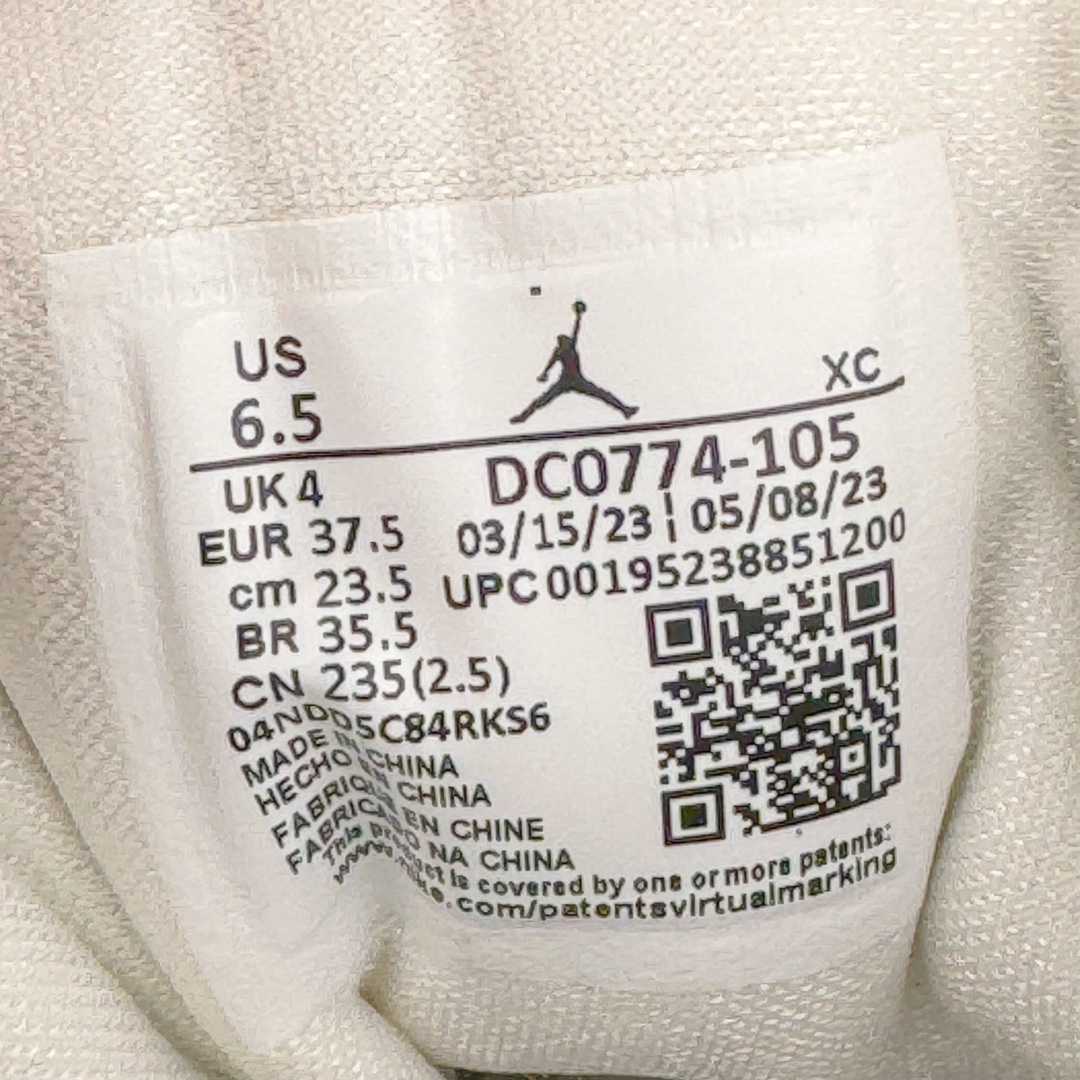 US
6.5
XC
UK 4
DC0774-105
EUR 37.5
03/15/23 ¦ 05/08/23
cm 23.5
UPC 00195238851200
BR 35.5
CN 235(2.5)
04NDD5C84RKS6
MADE IN CHINA
HECHO EN CHINA
FABRIQUE EN CHINE
FABRICADO NA CHINA
This product is covered by one or more patents:
www.nike.com/patentsvirtualmarking